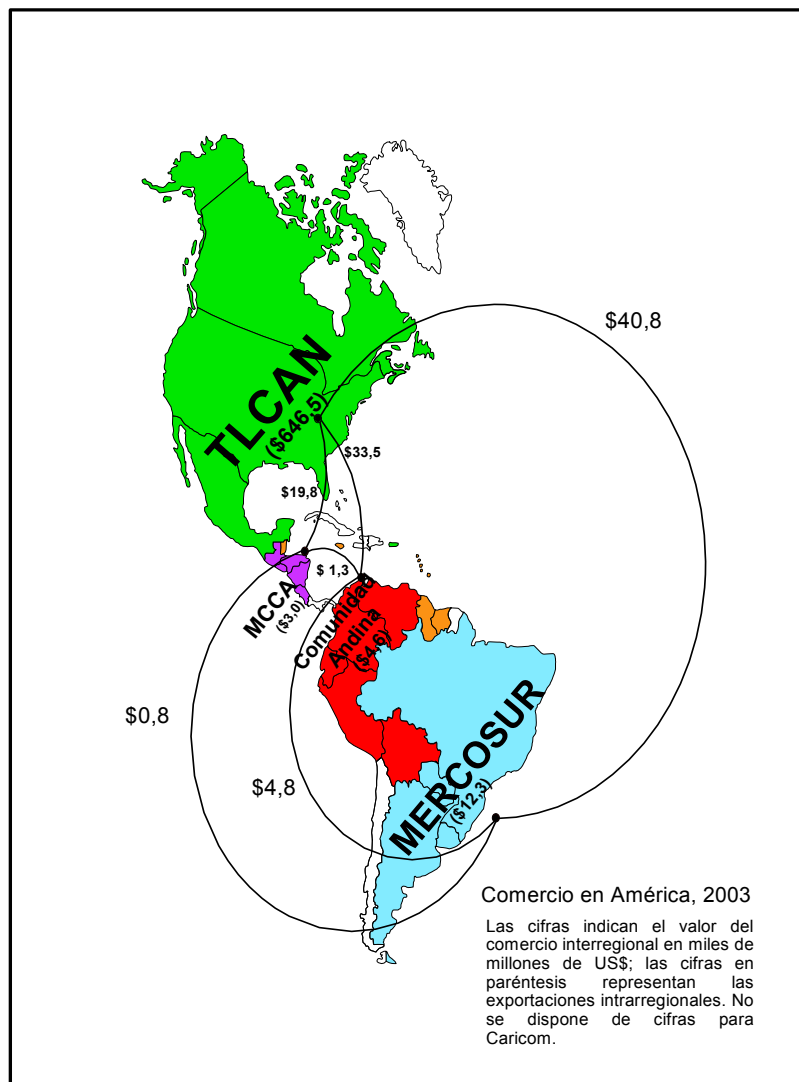 $40,8
TLCAN
($646,5)
$33,5
$19,8
$ 1,3
MCCA
($3,0)
Comunidad
Andina
($4,6)
$0,8
$4,8
MERCOSUR
($12,3)
Comercio en América, 2003
Las cifras indican el valor del
comercio interregional en miles de
millones de US$; las cifras en
paréntesis representan las
exportaciones intrarregionales. No
se dispone de cifras para
Caricom.